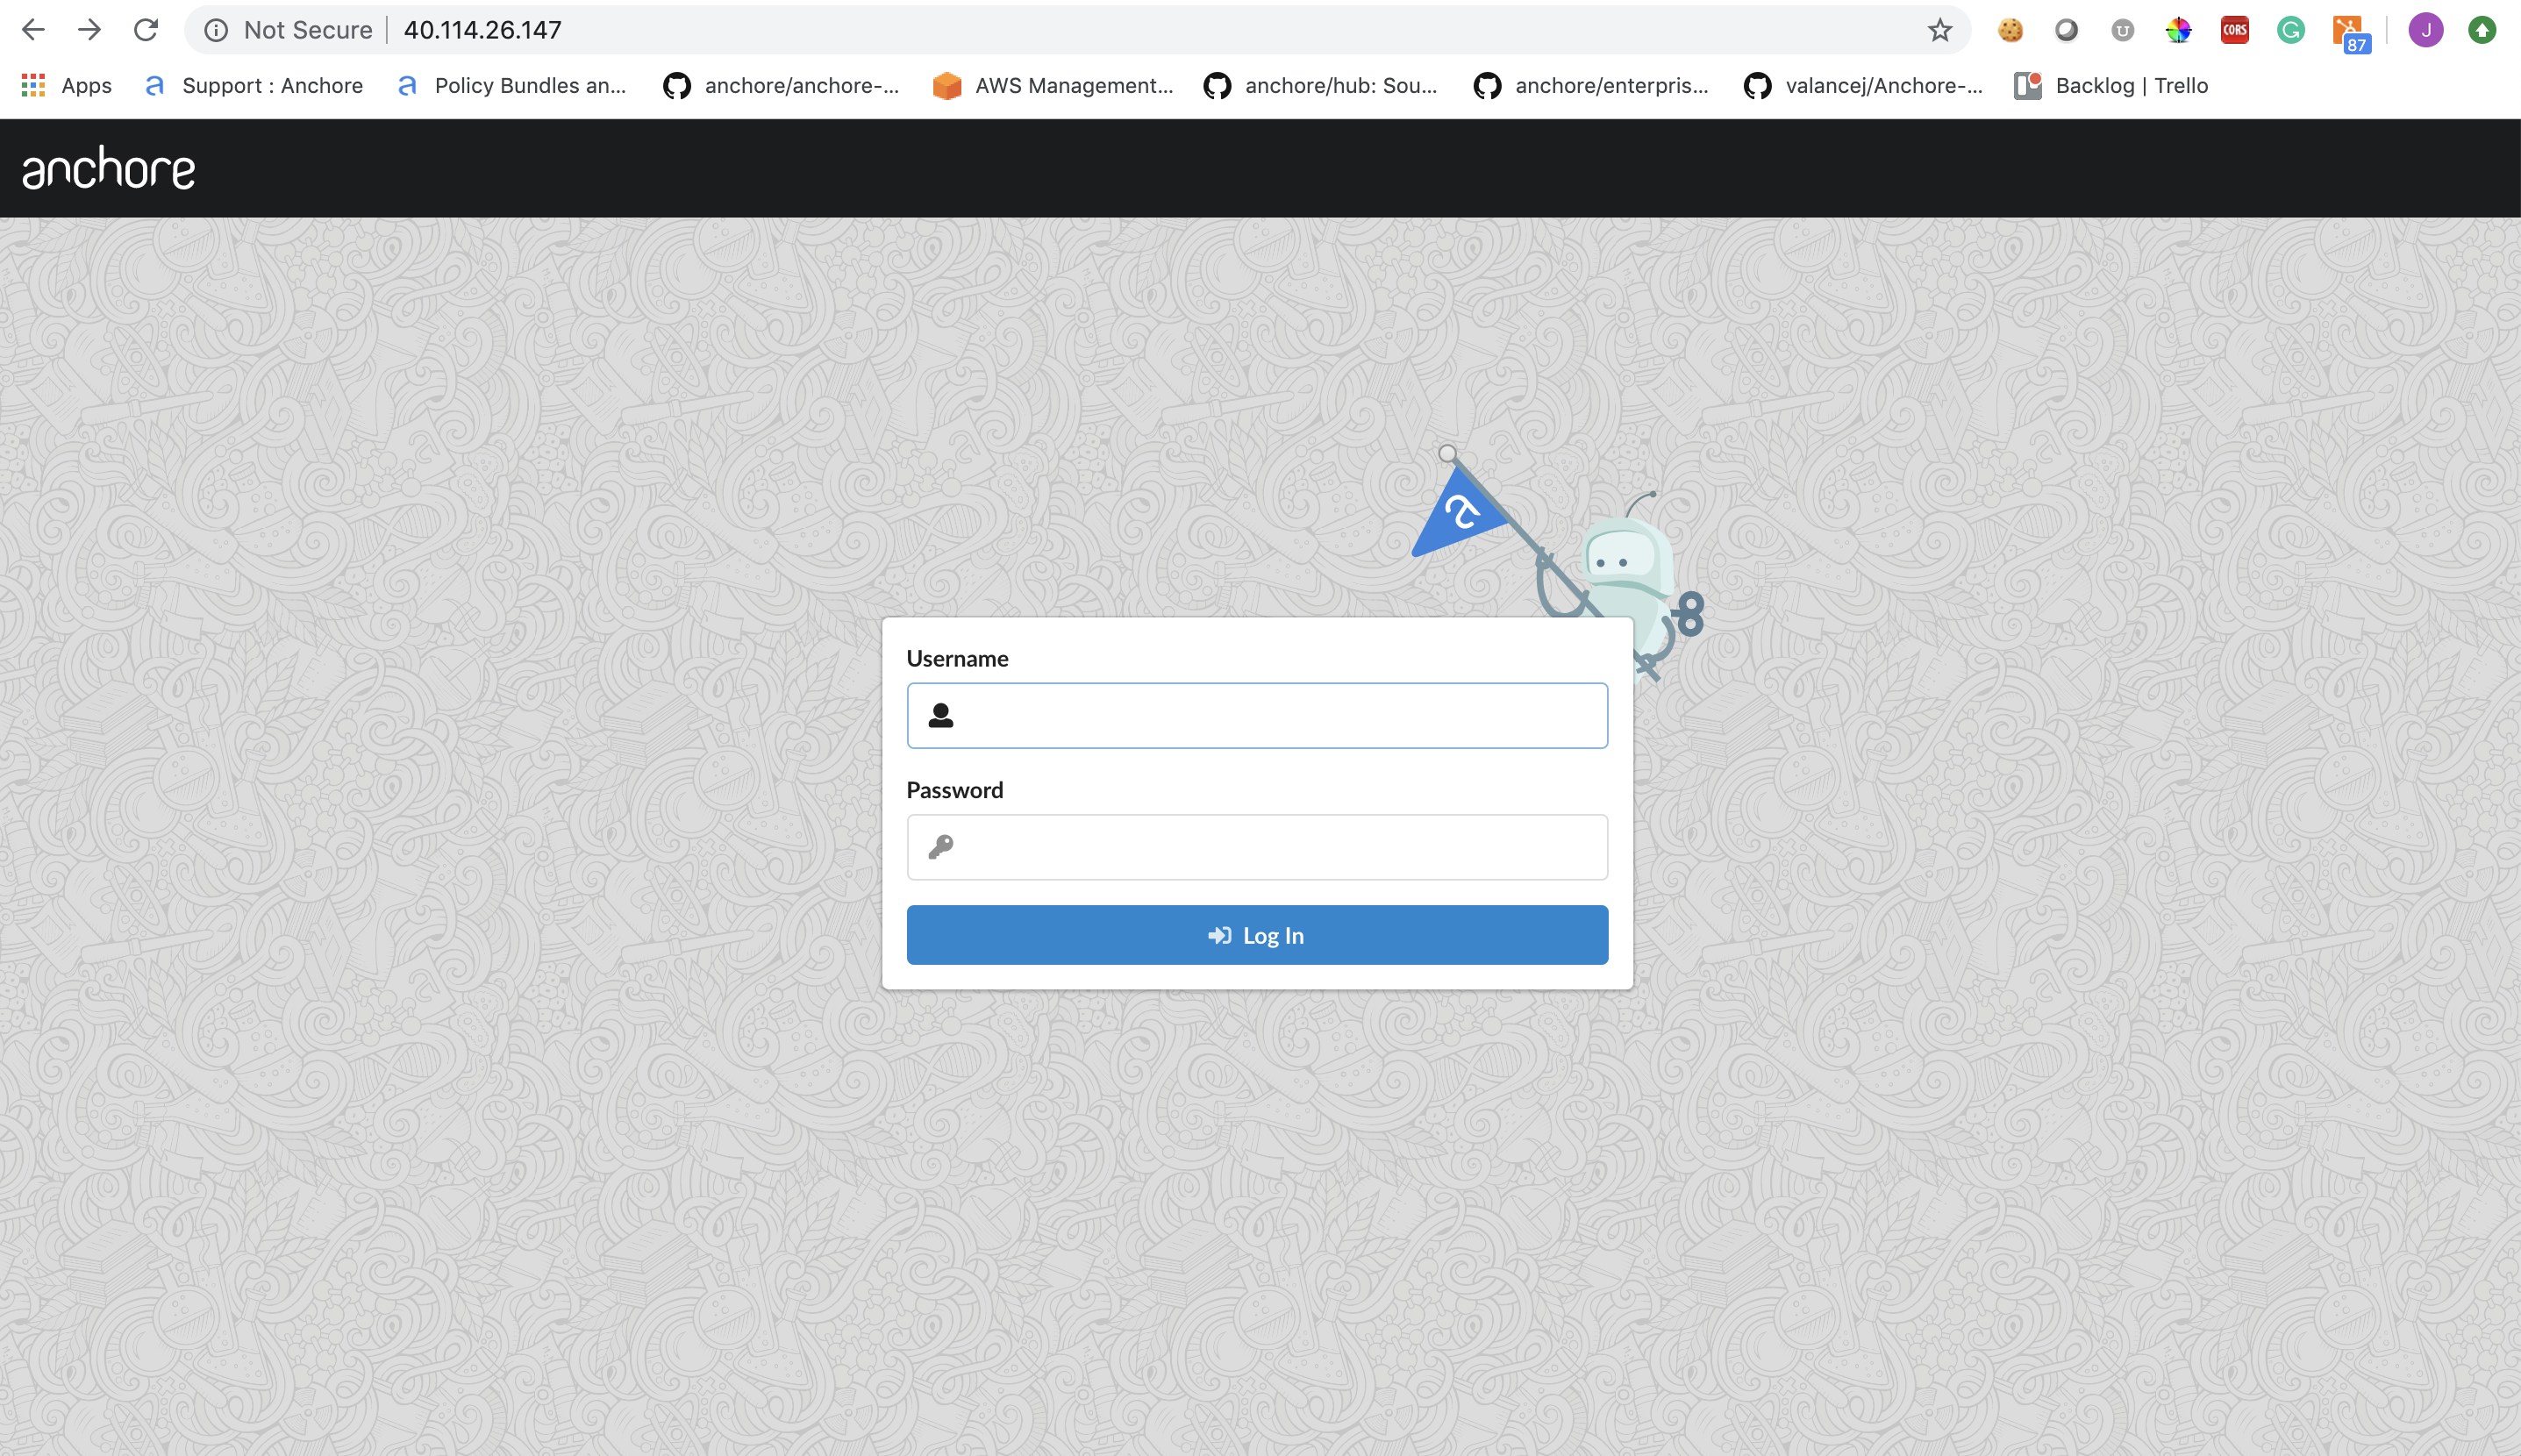 Not Secure | 40.114.26.147
CORS
87
J
Apps
Support : Anchore
Policy Bundles an...
anchore/anchore-...
AWS Management...
anchore/hub: Sou...
anchore/enterpris...
valancej/Anchore-...
Backlog | Trello
anchore
a
Username
Password
Log In